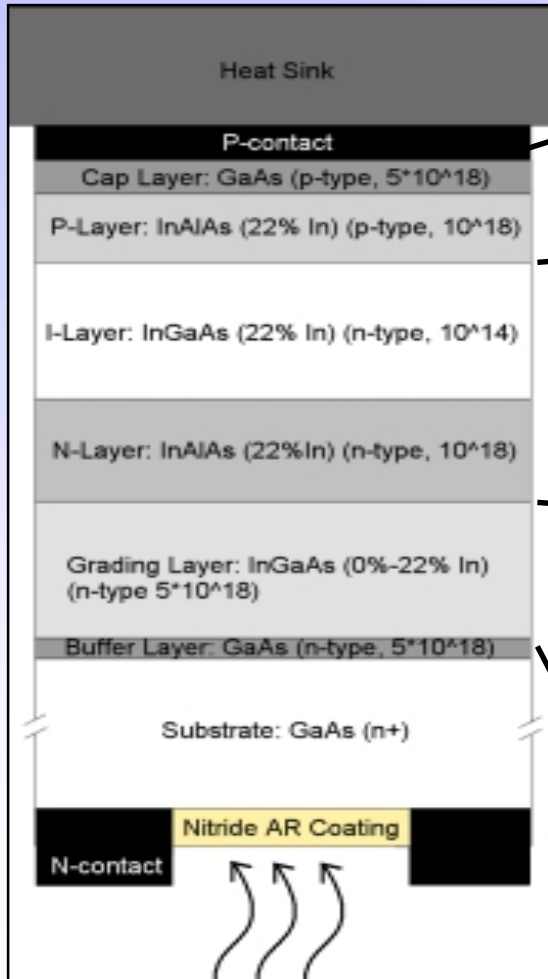 Heat Sink
P-contact
Cap Layer: GaAs (p-type, 5*10^18)
P-Layer: InAlAs (22% In) (p-type, 10^18)
I-Layer: InGaAs (22% In) (n-type, 10^14)
N-Layer: InAlAs (22%In) (n-type, 10^18)
Grading Layer: InGaAs (0%-22% In)
(n-type 5*10^18)
Buffer Layer: GaAs (n-type, 5*10^18)
Substrate: GaAs (n+)
Nitride AR Coating
N-contact